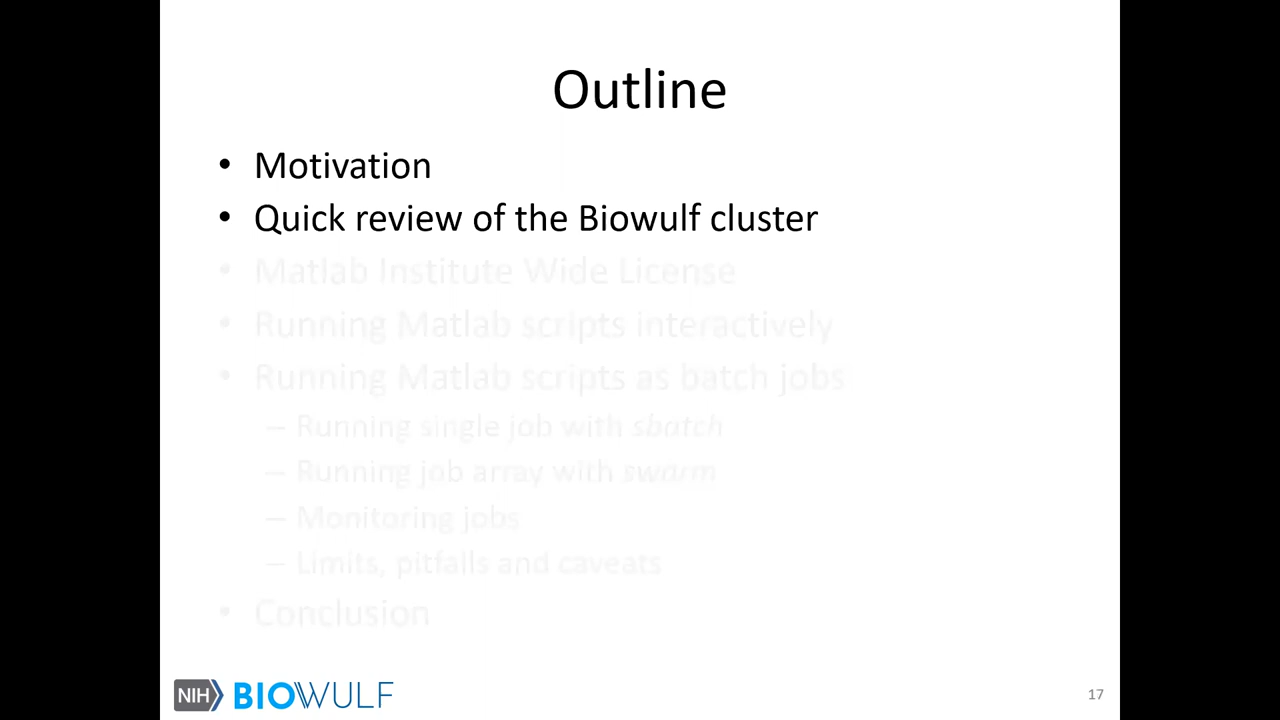 Outline
• Motivation
• Quick review of the Biowulf cluster
• Matlab Institute Wide License
• Running Matlab scripts interactively
• Running Matlab scripts as batch jobs
– Running single job with sbatch
– Running job array with swarm
– Monitoring jobs
– Limits, pitfalls and caveats
• Conclusion
NIH BIOWULF
17